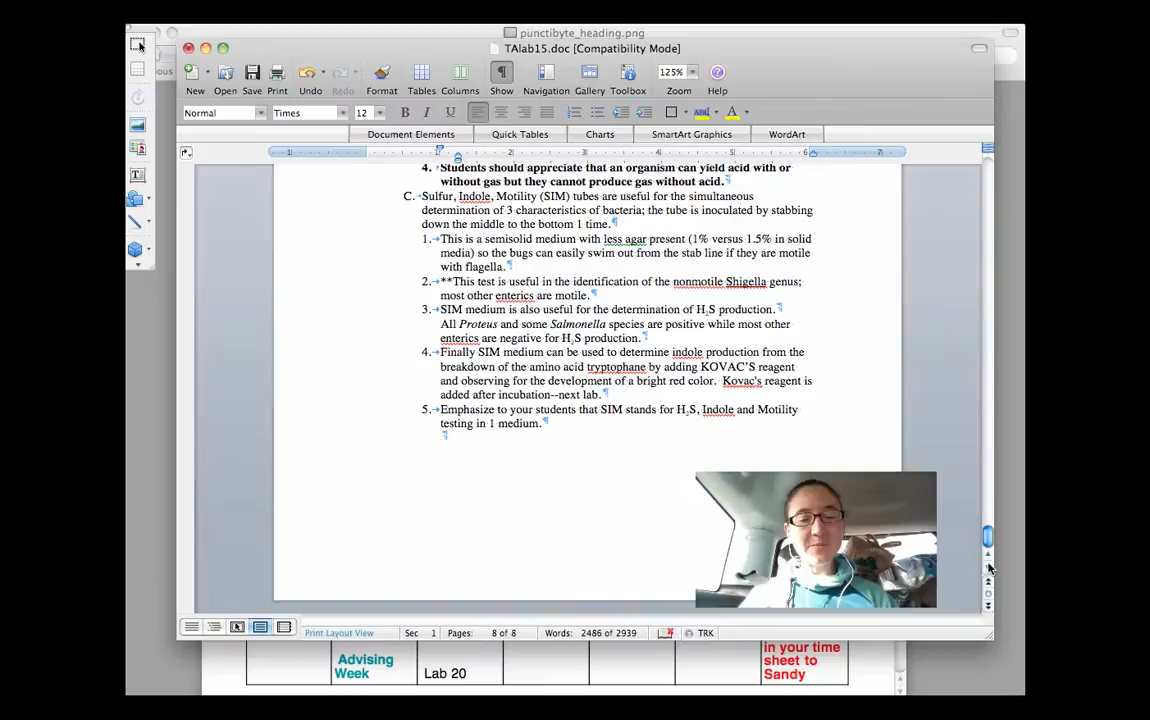 punctibyte_heading.png
TAlab15.doc [Compatibility Mode]
New Open Save Print Undo Redo Format Tables Columns Show Navigation Gallery Toolbox Zoom Help
125%
Normal Times 12 B I U
Document Elements Quick Tables Charts SmartArt Graphics WordArt
4. Students should appreciate that an organism can yield acid with or
without gas but they cannot produce gas without acid.¶
C. Sulfur, Indole, Motility (SIM) tubes are useful for the simultaneous
determination of 3 characteristics of bacteria; the tube is inoculated by stabbing
down the middle to the bottom 1 time.¶
1. This is a semisolid medium with less agar present (1% versus 1.5% in solid
media) so the bugs can easily swim out from the stab line if they are motile
with flagella.¶
2. **This test is useful in the identification of the nonmotile Shigella genus;
most other enterics are motile.¶
3. SIM medium is also useful for the determination of H₂S production.¶
All Proteus and some Salmonella species are positive while most other
enterics are negative for H₂S production.¶
4. Finally SIM medium can be used to determine indole production from the
breakdown of the amino acid tryptophane by adding KOVAC'S reagent
and observing for the development of a bright red color. Kovac's reagent is
added after incubation--next lab.¶
5. Emphasize to your students that SIM stands for H₂S, Indole and Motility
testing in 1 medium.¶
¶
Print Layout View Sec 1 Pages: 8 of 8 Words: 2486 of 2939 TRK
Advising
Week
Lab 20
in your time
sheet to
Sandy